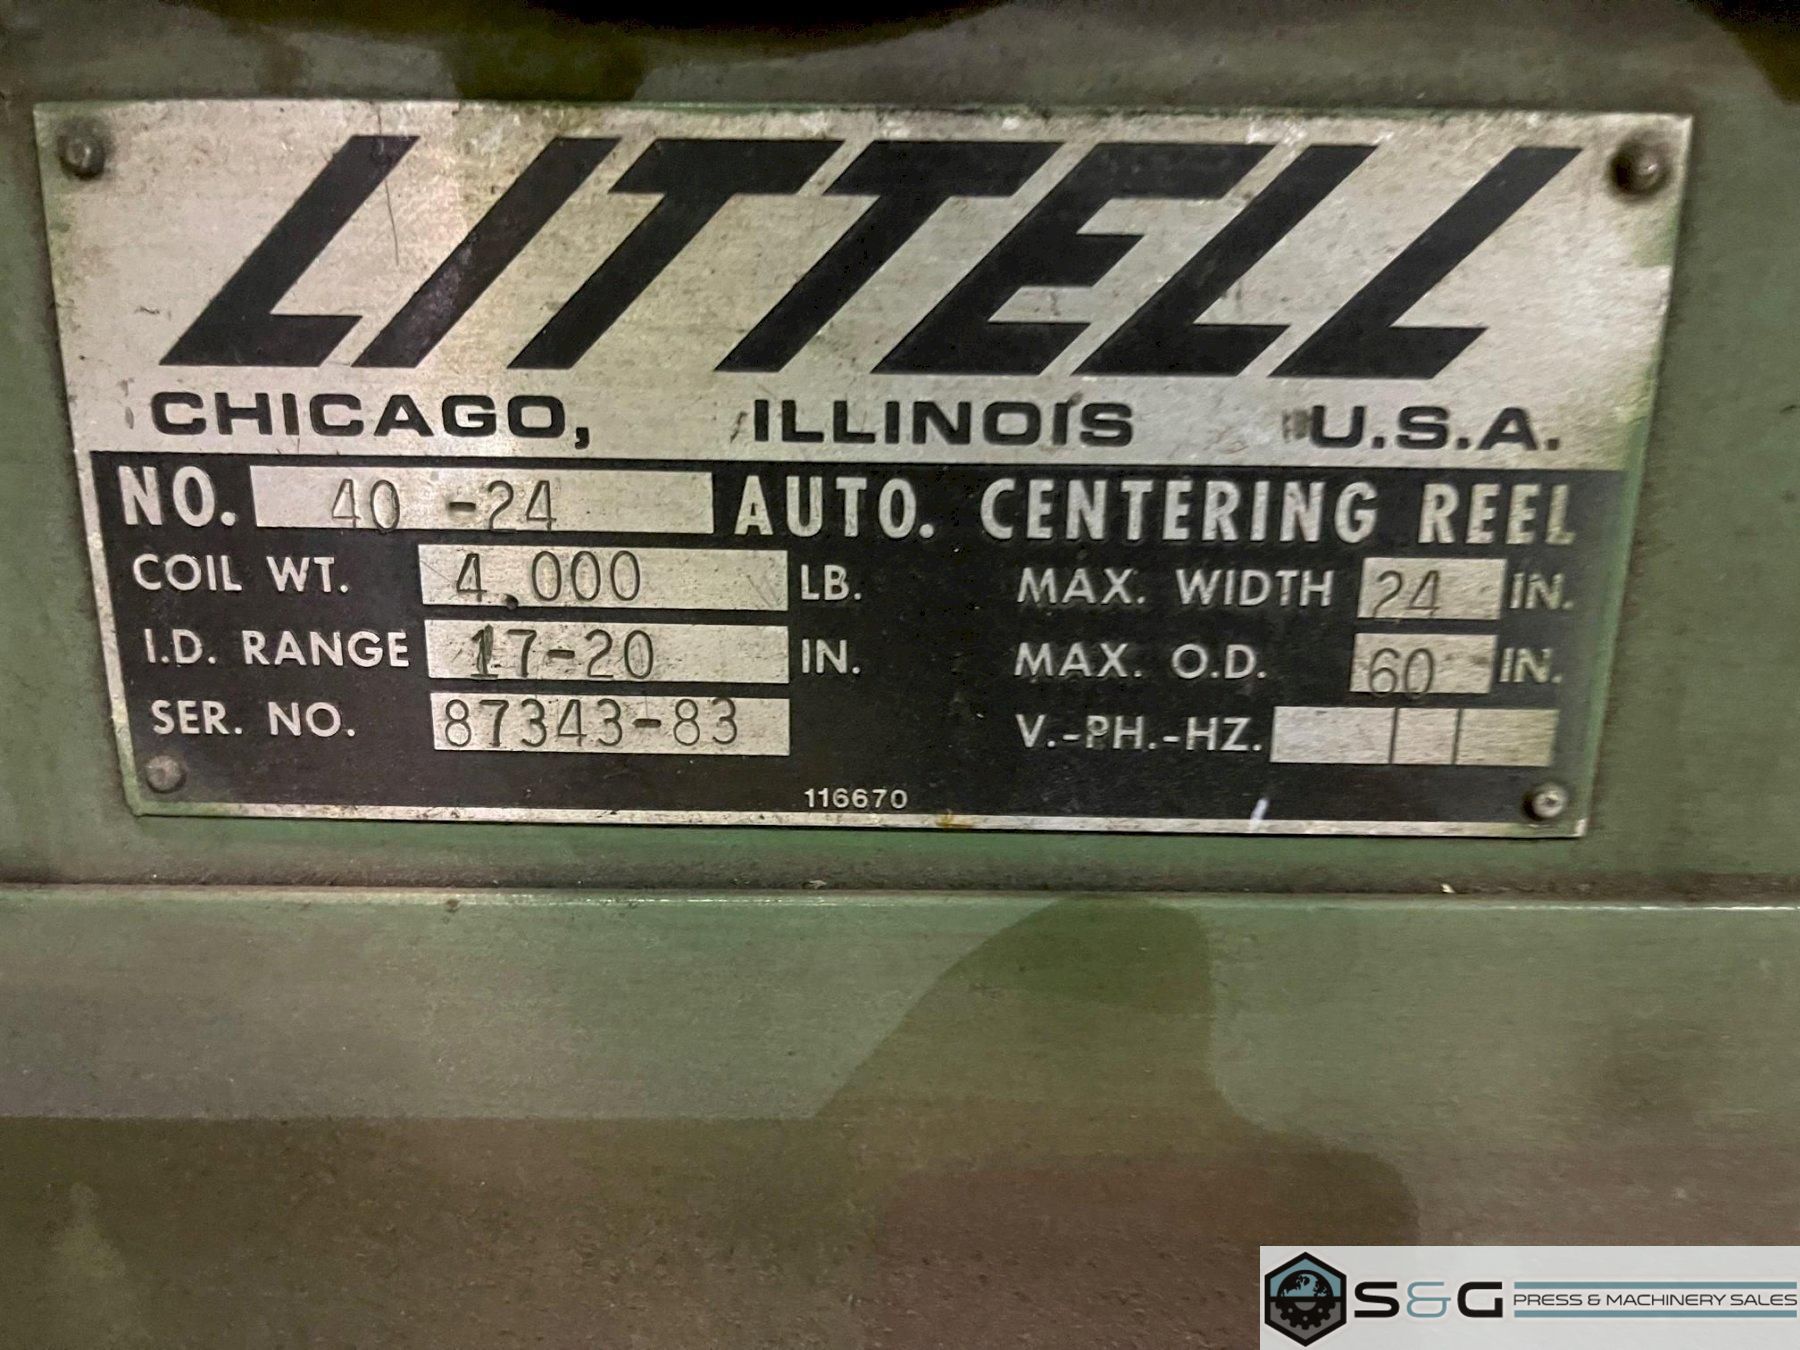 LITTELL
CHICAGO, ILLINOIS U.S.A.
NO. 40-24 AUTO. CENTERING REEL
COIL WT. 4,000 LB. MAX. WIDTH 24 IN.
I.D. RANGE 17-20 IN. MAX. O.D. 60 IN.
SER. NO. 87343-83 V.-PH.-HZ.
116670
S&G PRESS & MACHINERY SALES